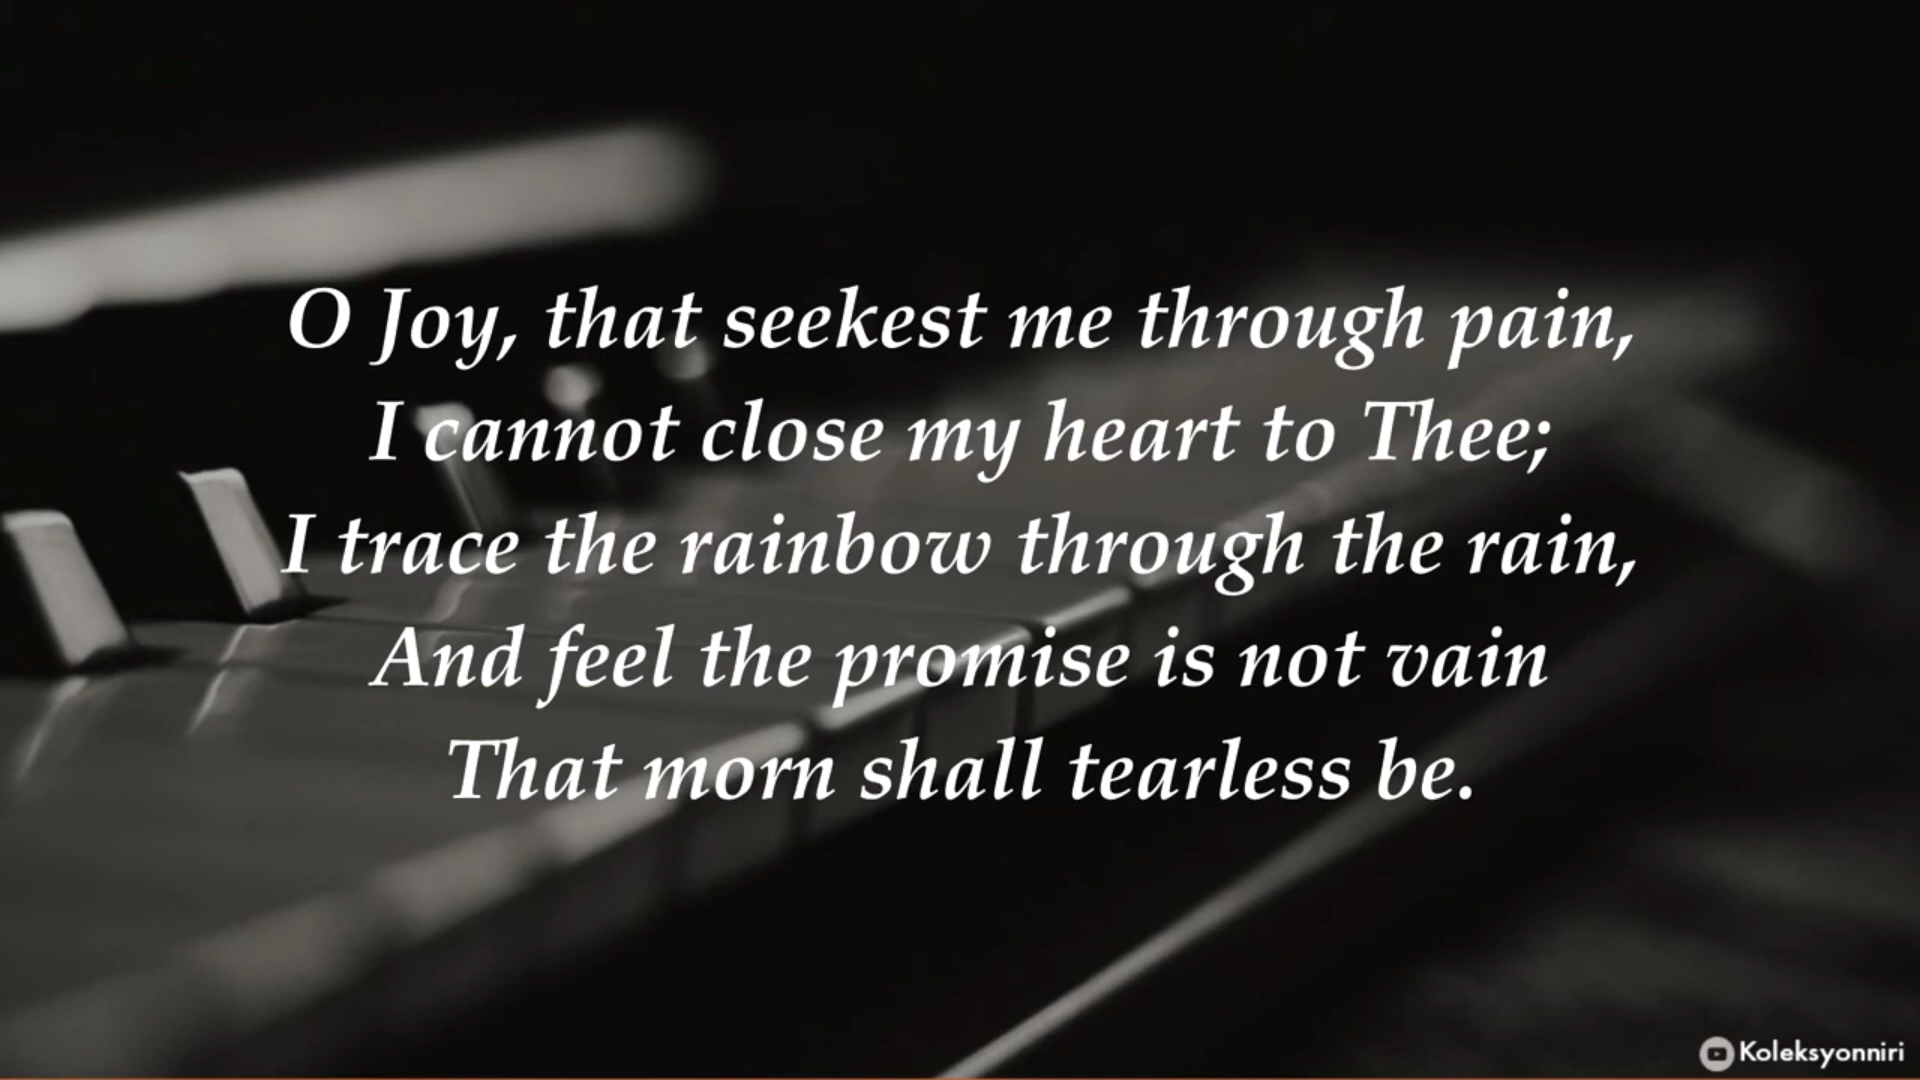 O Joy, that seekest me through pain,
I cannot close my heart to Thee;
I trace the rainbow through the rain,
And feel the promise is not vain
That morn shall tearless be.
Koleksyonniri